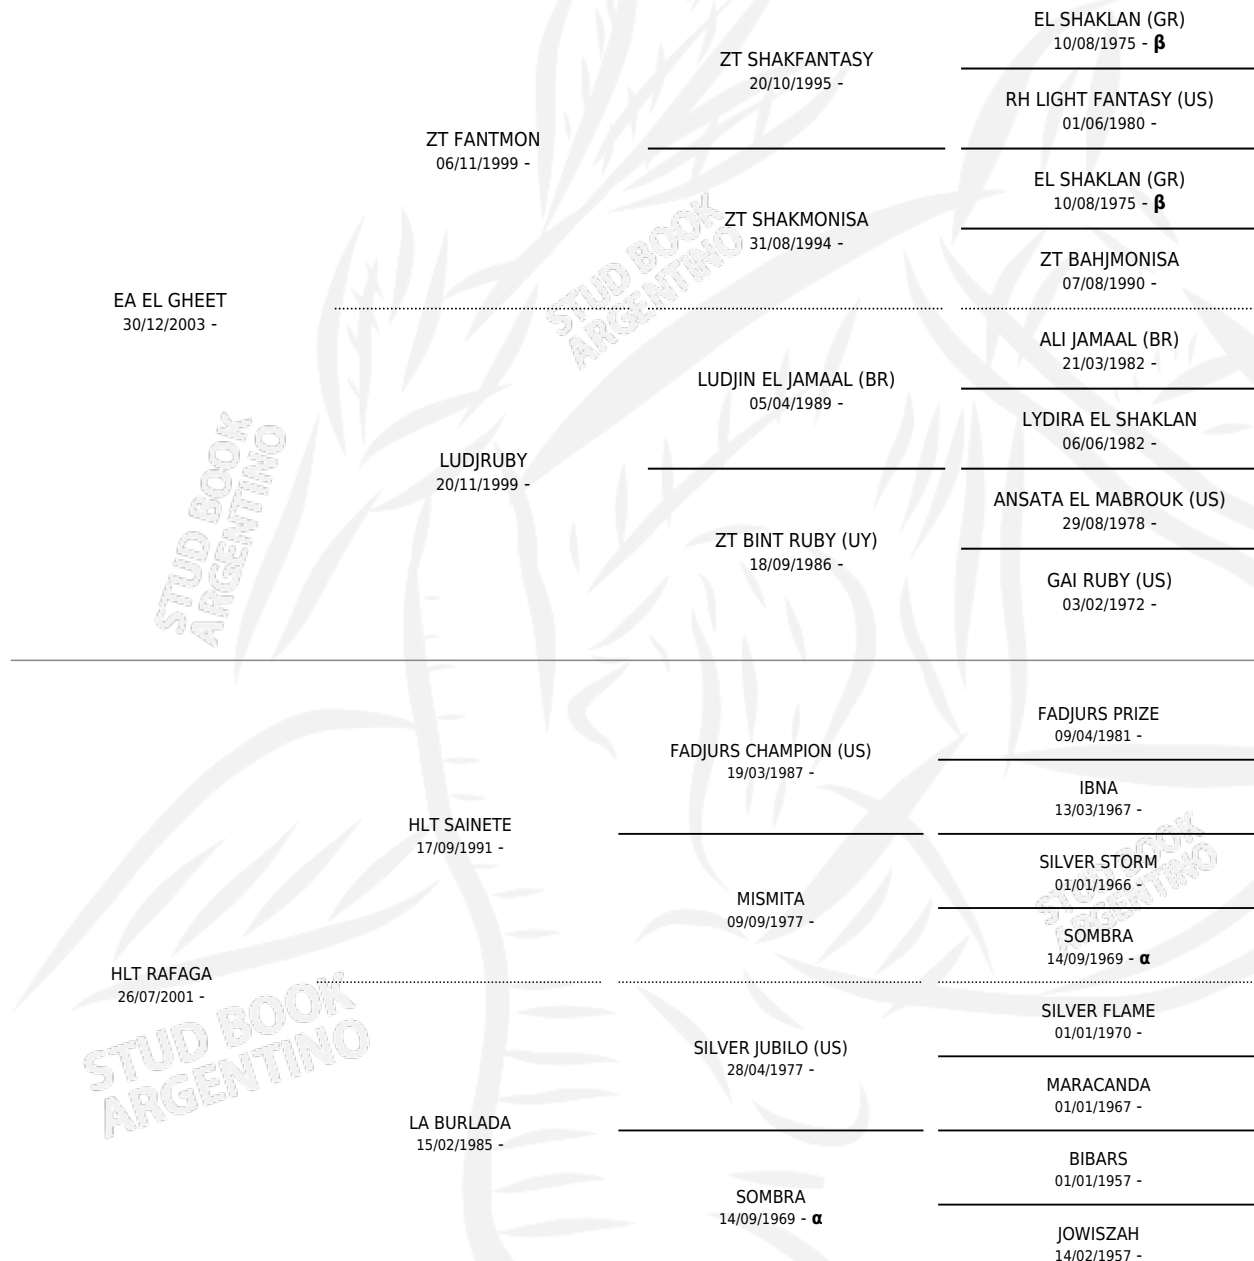 EL SHAKLAN (GR)
10/08/1975 - β
ZT SHAKFANTASY
20/10/1995 -
RH LIGHT FANTASY (US)
01/06/1980 -
ZT FANTMON
06/11/1999 -
EL SHAKLAN (GR)
10/08/1975 - β
ZT SHAKMONISA
31/08/1994 -
ZT BAHJMONISA
07/08/1990 -
EA EL GHEET
30/12/2003 -
ALI JAMAAL (BR)
21/03/1982 -
LUDJIN EL JAMAAL (BR)
05/04/1989 -
LYDIRA EL SHAKLAN
06/06/1982 -
LUDJRUBY
20/11/1999 -
ANSATA EL MABROUK (US)
29/08/1978 -
ZT BINT RUBY (UY)
18/09/1986 -
GAI RUBY (US)
03/02/1972 -
STUD BOOK
ARGENTINO
STUD BOOK
ARGENTINO
FADJURS PRIZE
09/04/1981 -
FADJURS CHAMPION (US)
19/03/1987 -
IBNA
13/03/1967 -
HLT SAINETE
17/09/1991 -
SILVER STORM
01/01/1966 -
MISMITA
09/09/1977 -
SOMBRA
14/09/1969 - α
STUD BOOK
ARGENTINO
HLT RAFAGA
26/07/2001 -
SILVER FLAME
01/01/1970 -
SILVER JUBILO (US)
28/04/1977 -
MARACANDA
01/01/1967 -
STUD BOOK
ARGENTINO
LA BURLADA
15/02/1985 -
BIBARS
01/01/1957 -
SOMBRA
14/09/1969 - α
JOWISZAH
14/02/1957 -